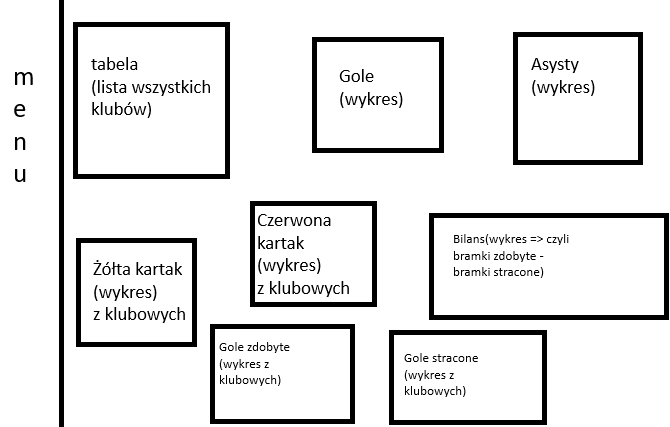 m
e
n
u
tabela
(lista wszystkich
klubów)
Gole
(wykres)
Asysty
(wykres)
Żółta kartak
(wykres)
z klubowych
Czerwona
kartak
(wykres)
z klubowych
Bilans(wykres => czyli
bramki zdobyte -
bramki stracone)
Gole zdobyte
(wykres z
klubowych)
Gole stracone
(wykres z
klubowych)